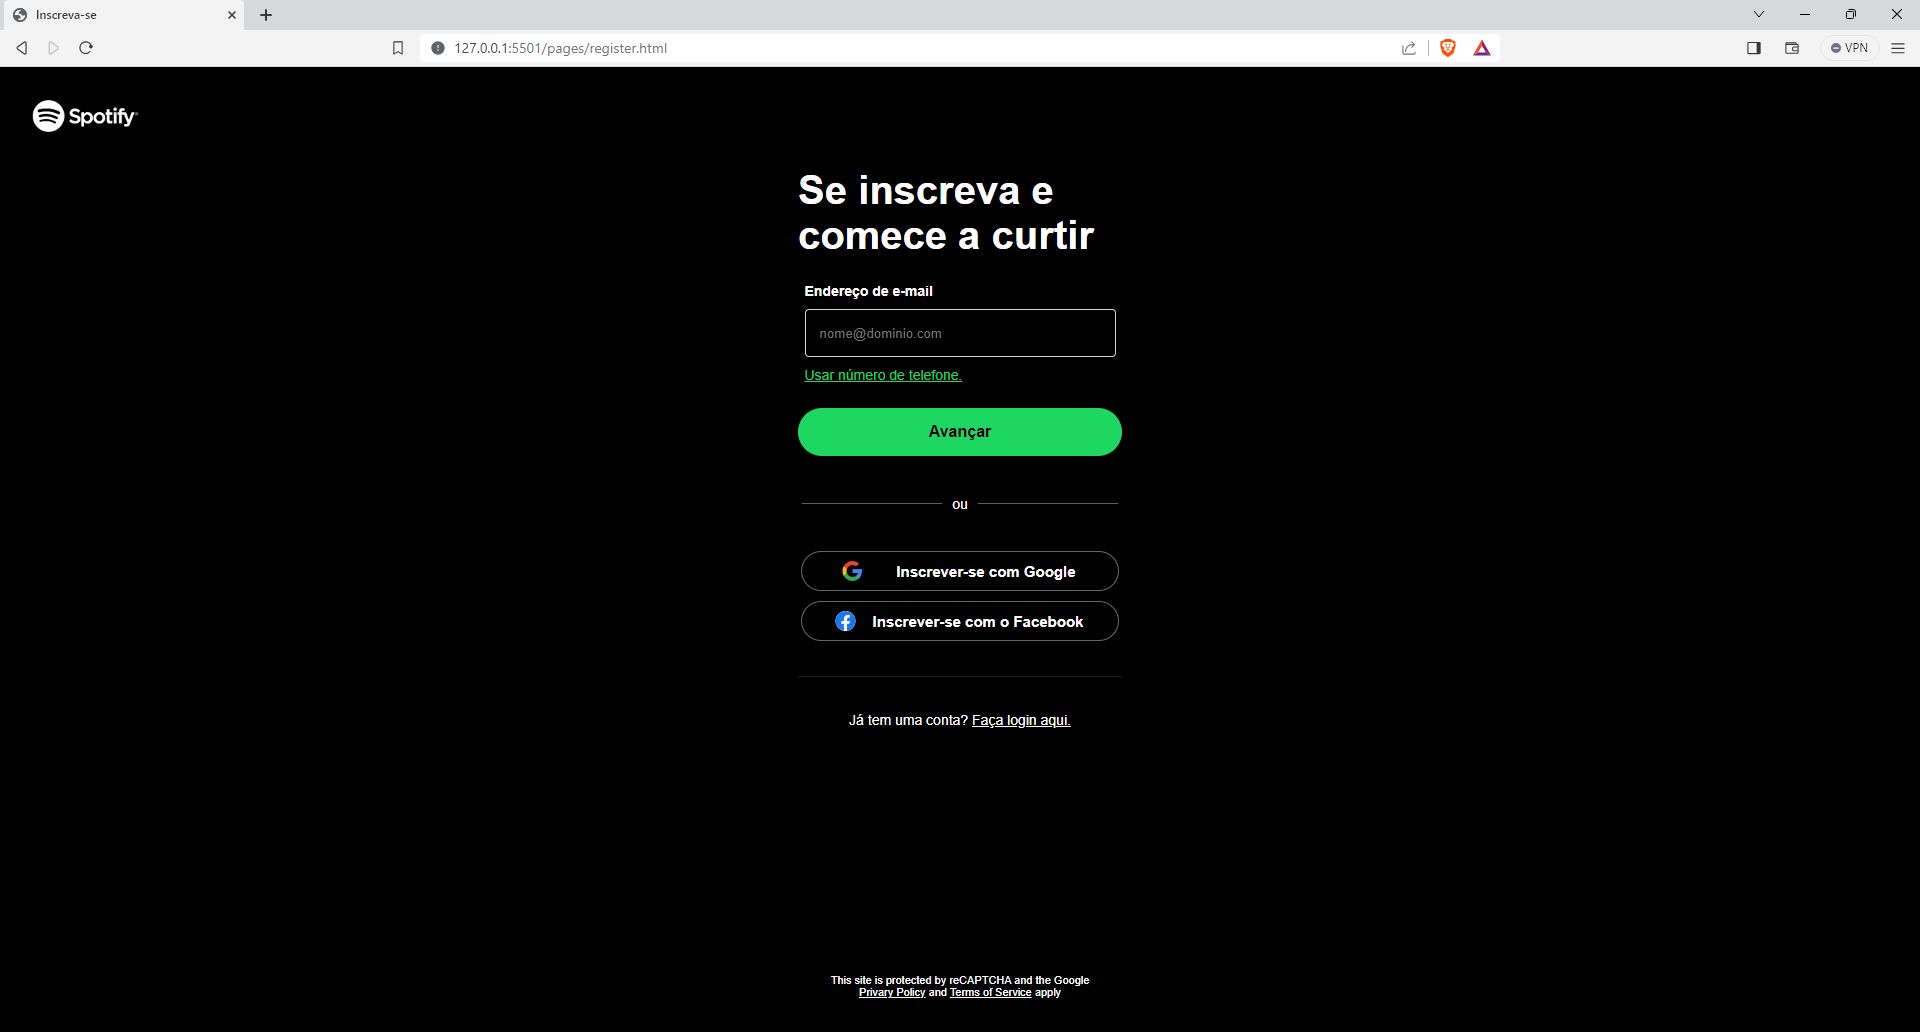 Inscreva-se
127.0.0.1:5501/pages/register.html
VPN
Spotify
Se inscreva e
comece a curtir
Endereço de e-mail
nome@dominio.com
Usar número de telefone.
Avançar
ou
Inscrever-se com Google
Inscrever-se com o Facebook
Já tem uma conta? Faça login aqui.
This site is protected by reCAPTCHA and the Google
Privary Policy and Terms of Service apply